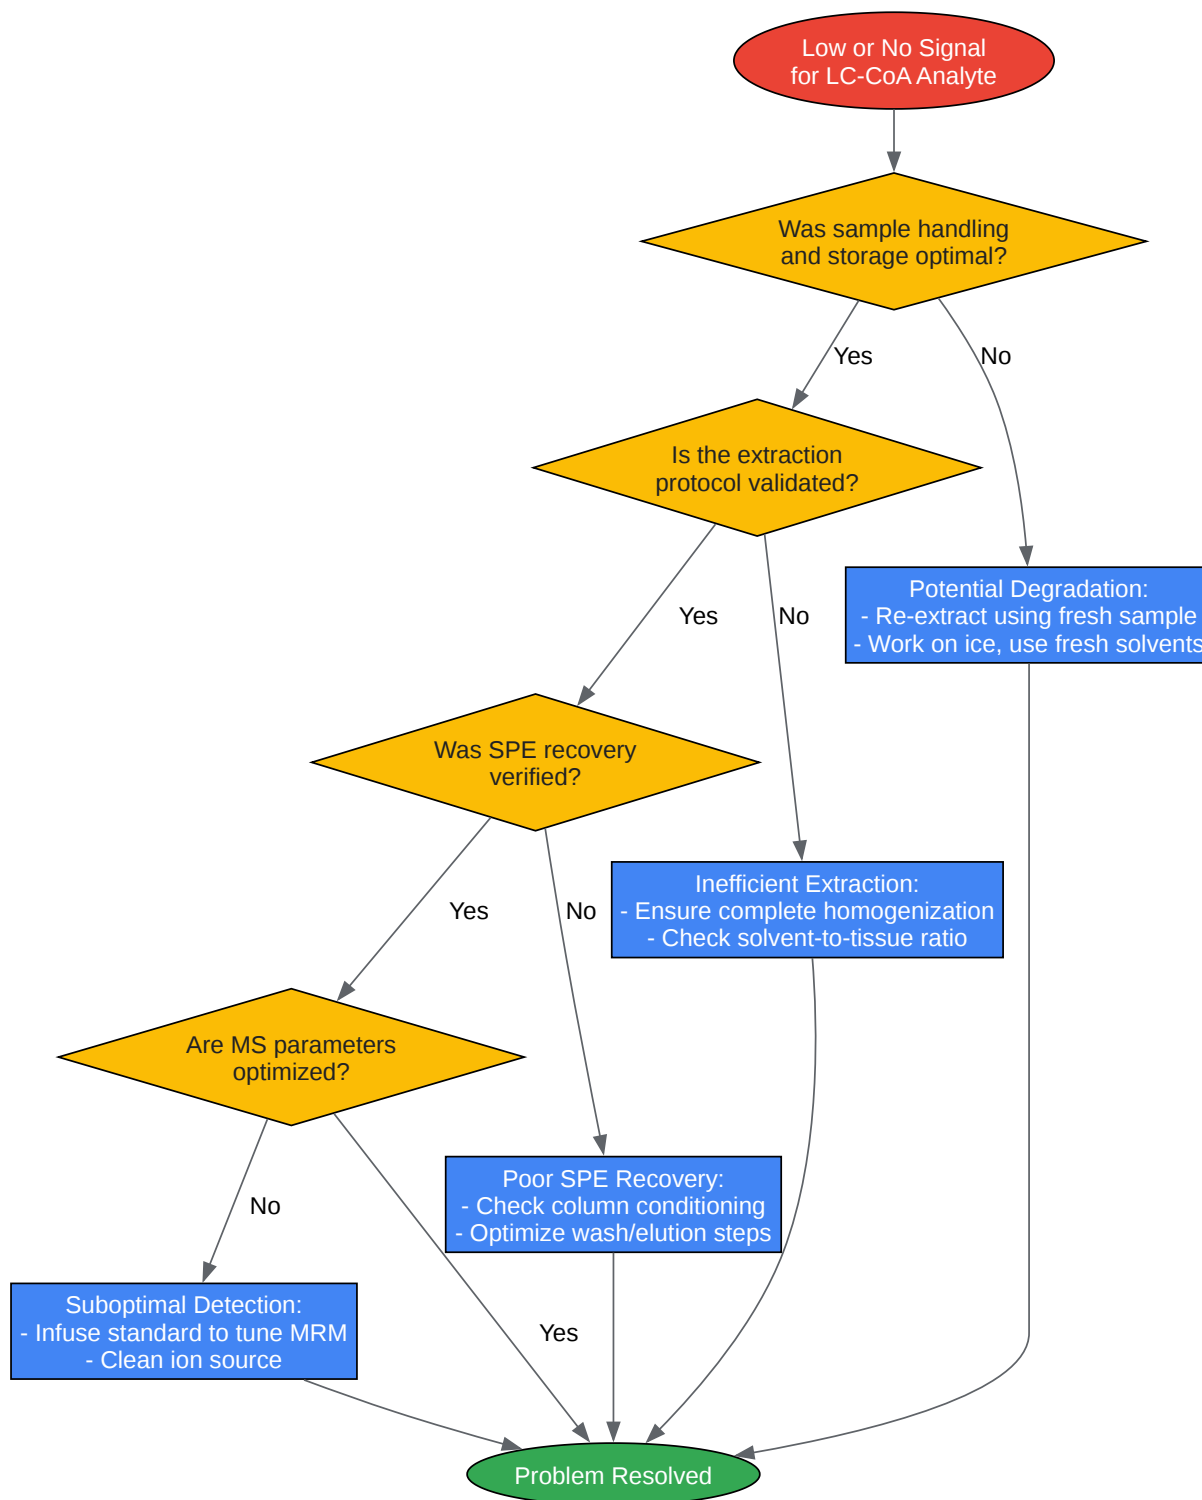 Low or No Signal
for LC-CoA Analyte
Was sample handling
and storage optimal?
Yes
No
Is the extraction
protocol validated?
Potential Degradation:
- Re-extract using fresh sample
- Work on ice, use fresh solvents
Yes
No
Was SPE recovery
verified?
Inefficient Extraction:
- Ensure complete homogenization
- Check solvent-to-tissue ratio
Yes
No
Are MS parameters
optimized?
Poor SPE Recovery:
- Check column conditioning
- Optimize wash/elution steps
No
Suboptimal Detection:
- Infuse standard to tune MRM
- Clean ion source
Yes
Problem Resolved